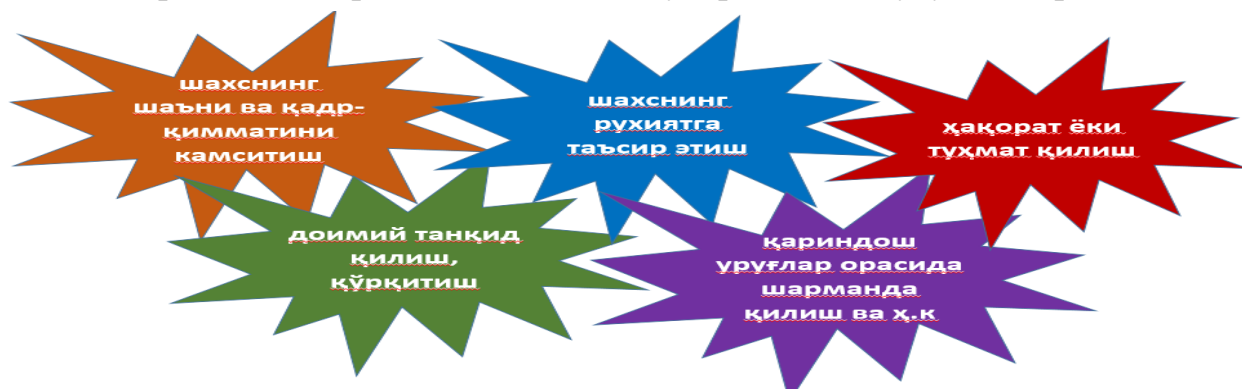 шахснинг
шаъни ва қадр-
қимматини
камситиш
шахснинг
рухиятга
таъсир этиш
ҳақорат ёки
туҳмат қилиш
доимий танқид
қилиш,
қўрқитиш
қариндош
уруғлар орасида
шарманда
қилиш ва ҳ.к